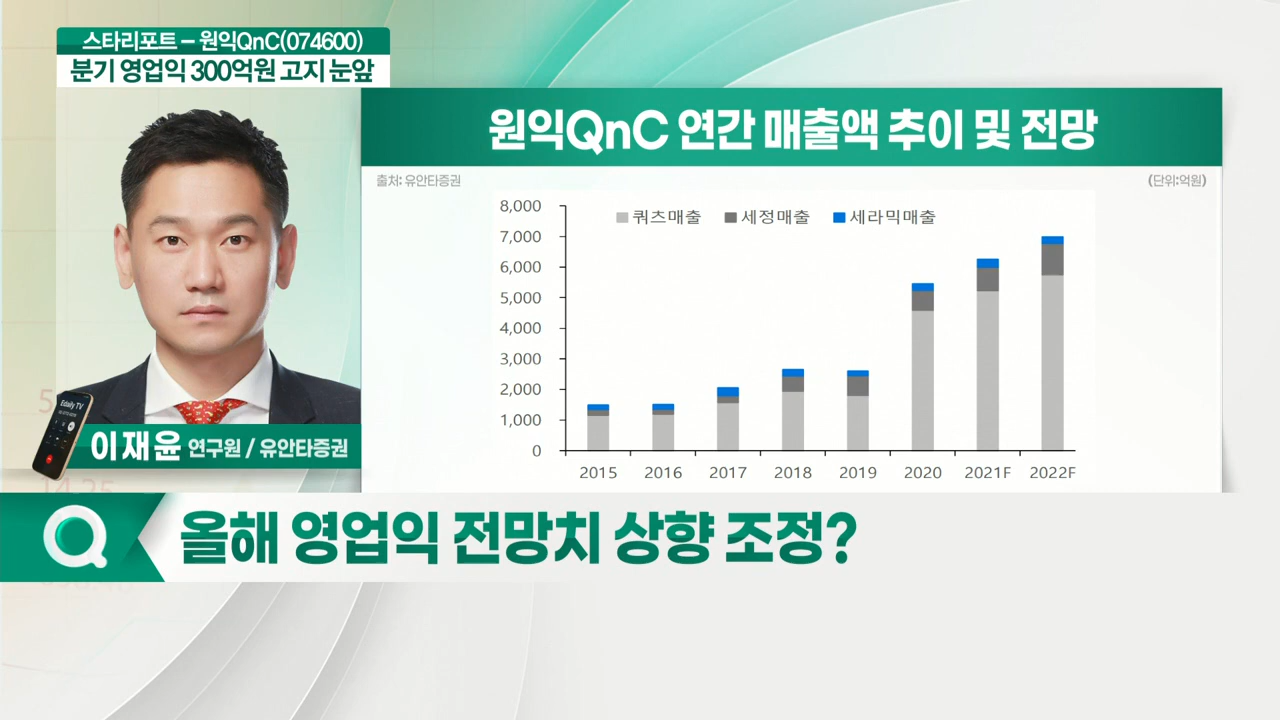 스타리포트 – 원익QnC(074600)
분기 영업익 300억원 고지 눈앞
원익QnC 연간 매출액 추이 및 전망
출처: 유안타증권
(단위:억원)
쿼츠매출 세정매출 세라믹매출
8,000
7,000
6,000
5,000
4,000
3,000
2,000
1,000
0
2015 2016 2017 2018 2019 2020 2021F 2022F
Edaily TV
이재윤 연구원 / 유안타증권
Q 올해 영업익 전망치 상향 조정?